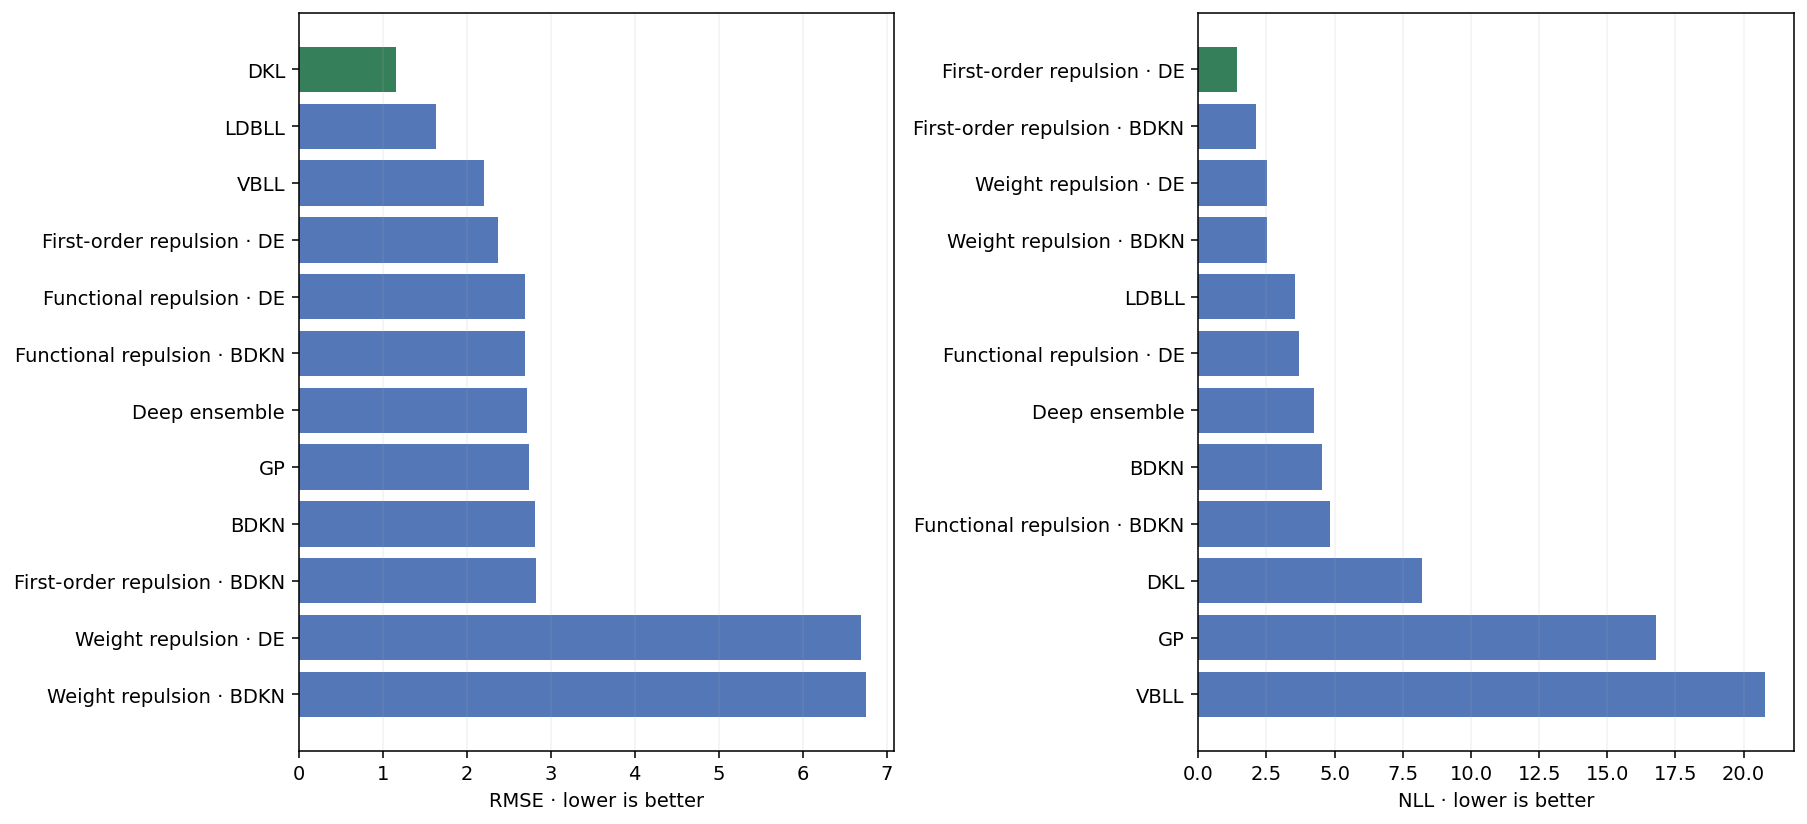 DKL
LDBLL
VBLL
First-order repulsion · DE
Functional repulsion · DE
Functional repulsion · BDKN
Deep ensemble
GP
BDKN
First-order repulsion · BDKN
Weight repulsion · DE
Weight repulsion · BDKN
0 1 2 3 4 5 6 7
RMSE · lower is better
First-order repulsion · DE
First-order repulsion · BDKN
Weight repulsion · DE
Weight repulsion · BDKN
LDBLL
Functional repulsion · DE
Deep ensemble
BDKN
Functional repulsion · BDKN
DKL
GP
VBLL
0.0 2.5 5.0 7.5 10.0 12.5 15.0 17.5 20.0
NLL · lower is better